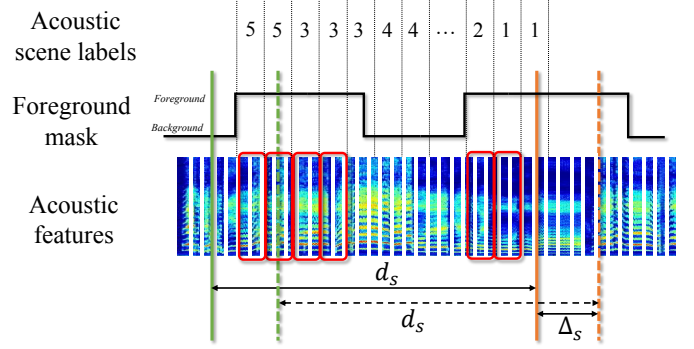 Acoustic
scene labels
5 5 3 3 3 4 4 ... 2 1 1
Foreground
mask
Foreground
Background
Acoustic
features
d_s
d_s
Δ_s